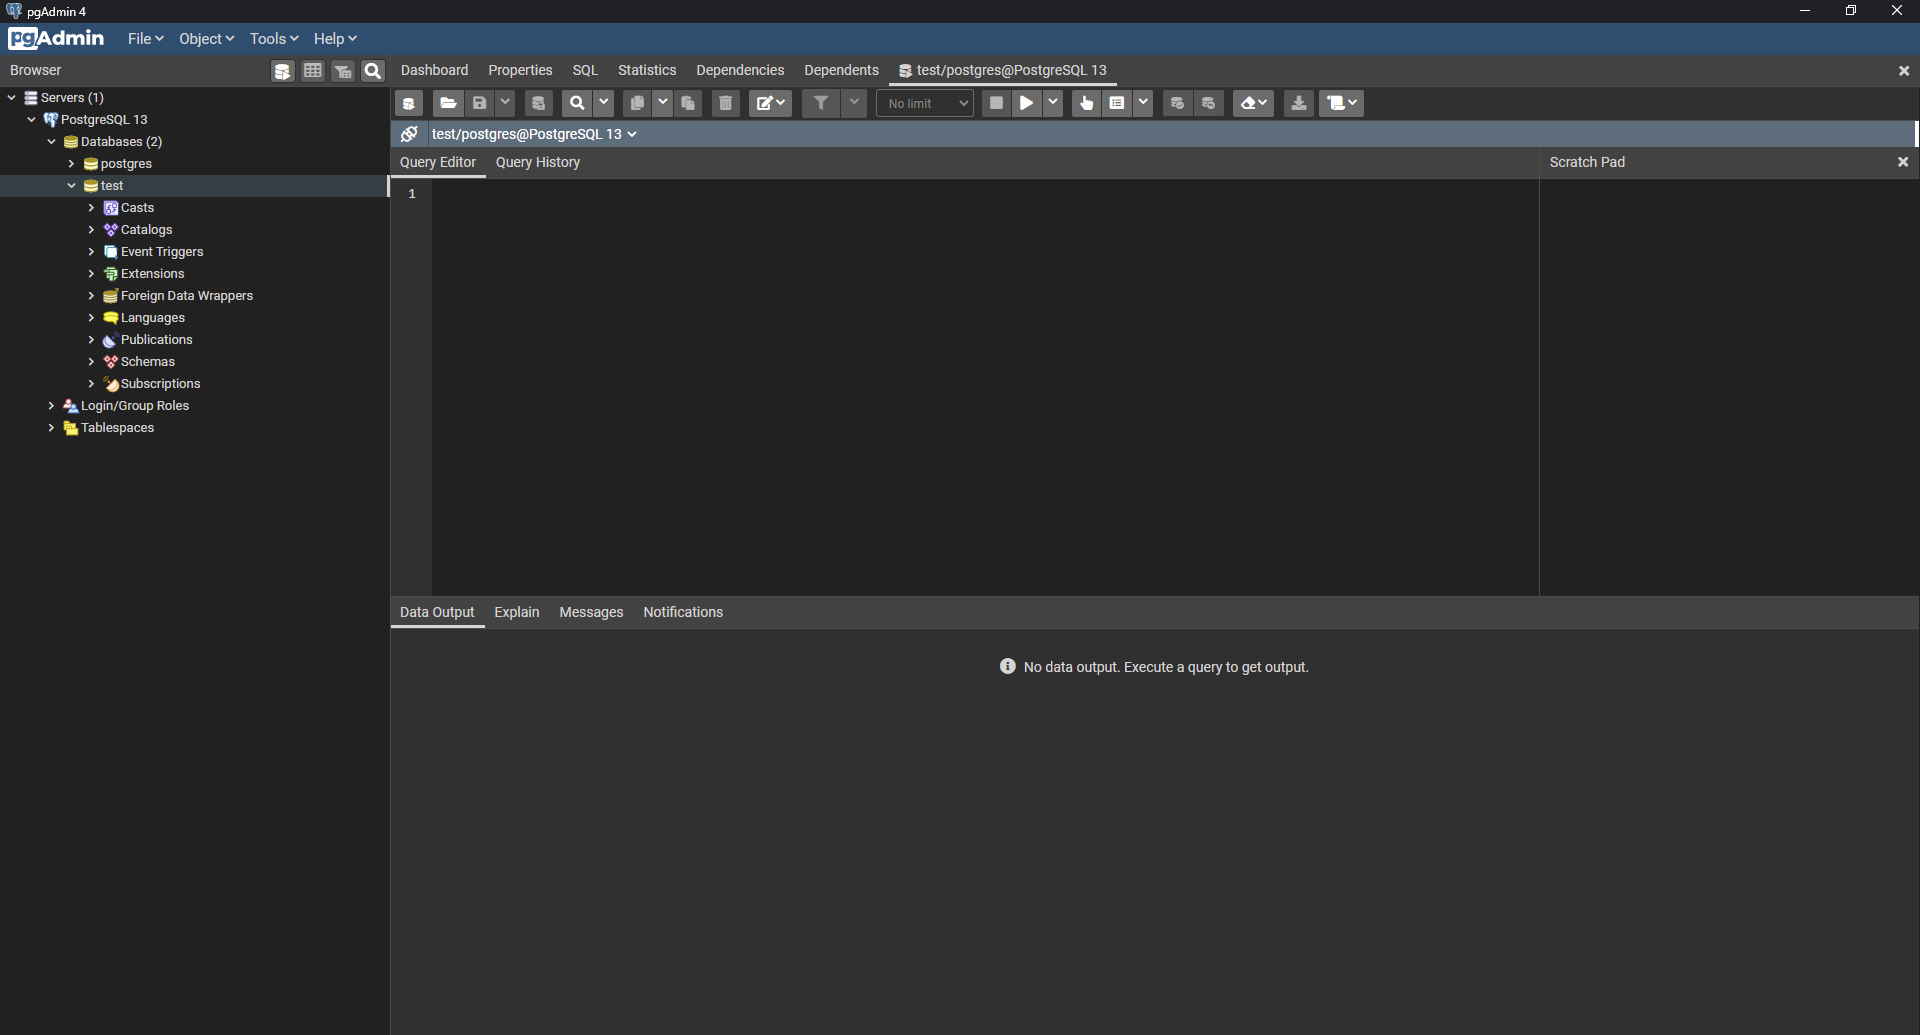 pgAdmin 4
pgAdmin File Object Tools Help
Browser
Dashboard Properties SQL Statistics Dependencies Dependents test/postgres@PostgreSQL 13
Servers (1)
PostgreSQL 13
Databases (2)
postgres
test
Casts
Catalogs
Event Triggers
Extensions
Foreign Data Wrappers
Languages
Publications
Schemas
Subscriptions
Login/Group Roles
Tablespaces
No limit
test/postgres@PostgreSQL 13
Query Editor Query History
Scratch Pad
1
Data Output Explain Messages Notifications
No data output. Execute a query to get output.